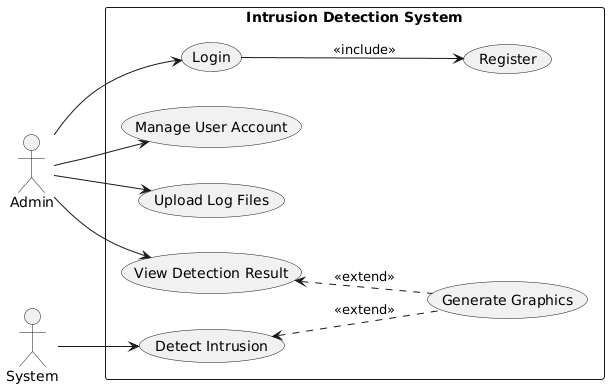 Intrusion Detection System
Login
«include»
Register
Manage User Account
Admin
Upload Log Files
View Detection Result
«extend»
Generate Graphics
«extend»
Detect Intrusion
System